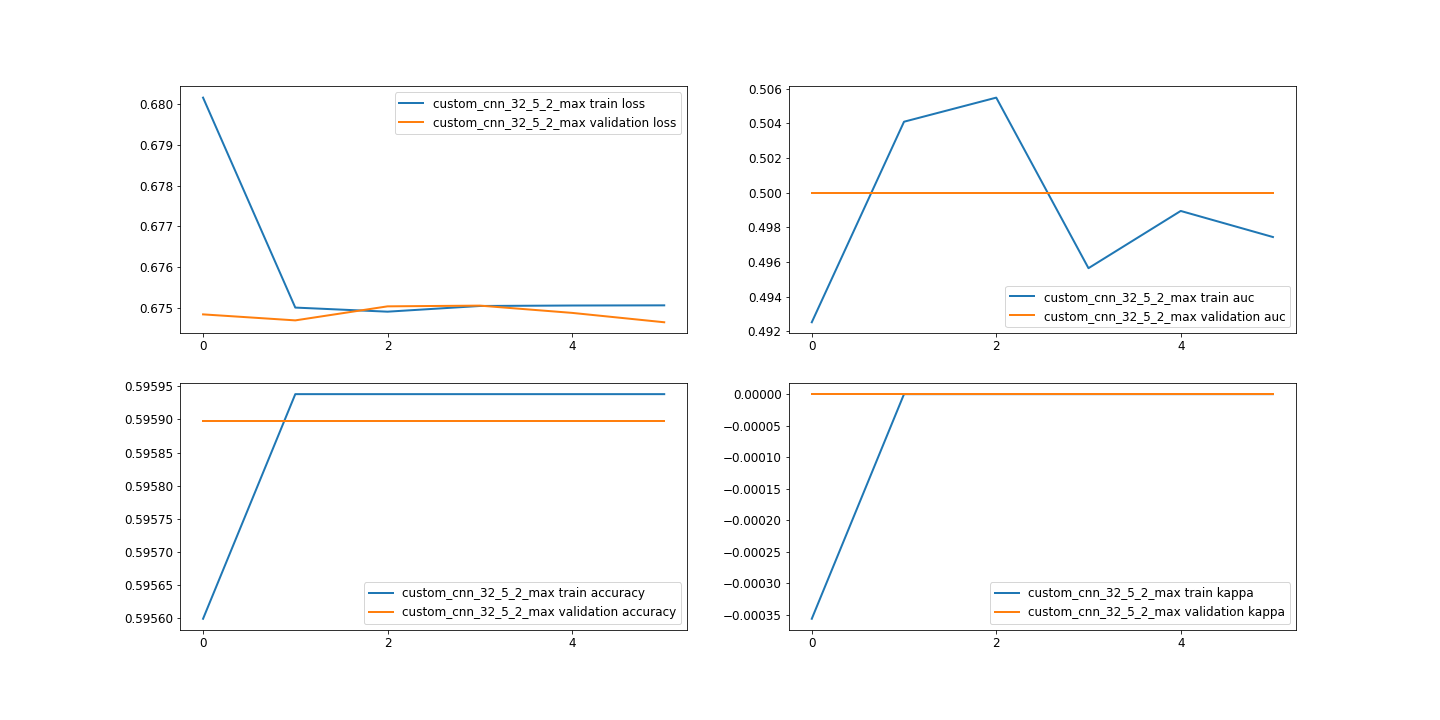 0.680
0.679
0.678
0.677
0.676
0.675
0 2 4
custom_cnn_32_5_2_max train loss
custom_cnn_32_5_2_max validation loss
0.506
0.504
0.502
0.500
0.498
0.496
0.494
0.492
0 2 4
custom_cnn_32_5_2_max train auc
custom_cnn_32_5_2_max validation auc
0.59595
0.59590
0.59585
0.59580
0.59575
0.59570
0.59565
0.59560
0 2 4
custom_cnn_32_5_2_max train accuracy
custom_cnn_32_5_2_max validation accuracy
0.00000
−0.00005
−0.00010
−0.00015
−0.00020
−0.00025
−0.00030
−0.00035
0 2 4
custom_cnn_32_5_2_max train kappa
custom_cnn_32_5_2_max validation kappa